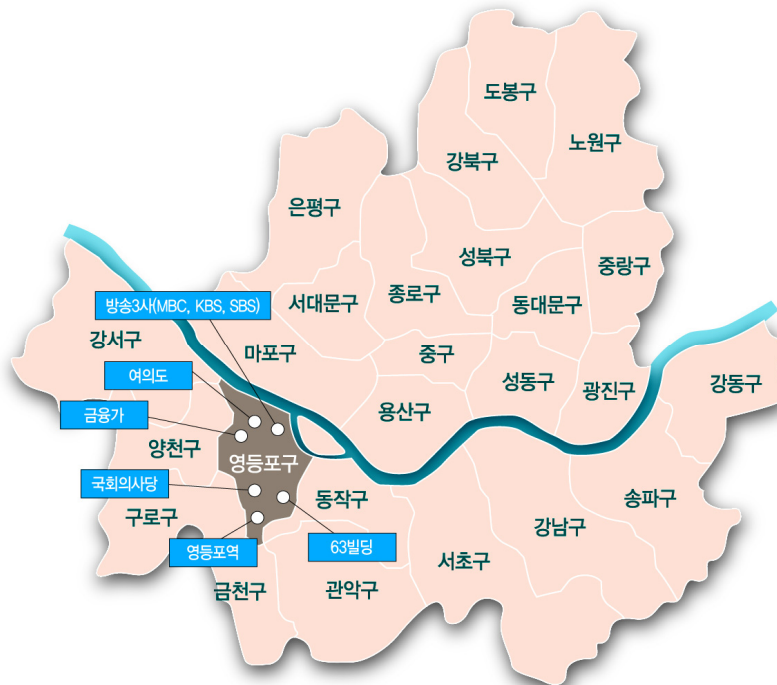 도봉구
노원구
강북구
은평구
성북구
중랑구
방송3사(MBC, KBS, SBS)
서대문구
종로구
동대문구
강서구
마포구
중구
여의도
성동구
광진구
강동구
금융가
용산구
양천구
영등포구
국회의사당
동작구
송파구
구로구
강남구
영등포역
63빌딩
서초구
금천구
관악구